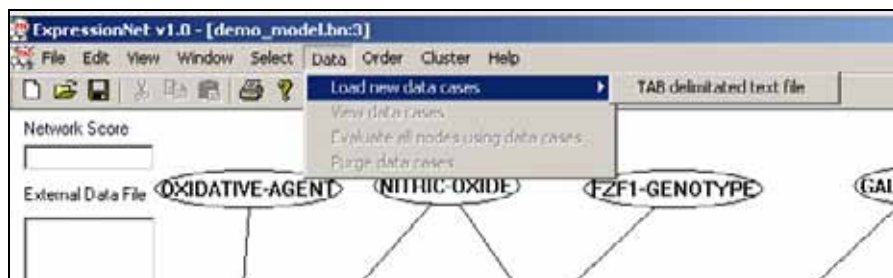 ExpressionNet v1.0 - [demo_model.bn:3]
File Edit View Window Select Data Order Cluster Help
Load new data cases TAB delimitated text file
View data cases
Evaluate all nodes using data cases
Purge data cases
Network Score
External Data File
OXIDATIVE-AGENT NITRIC-OXIDE FZF1-GENOTYPE GAL